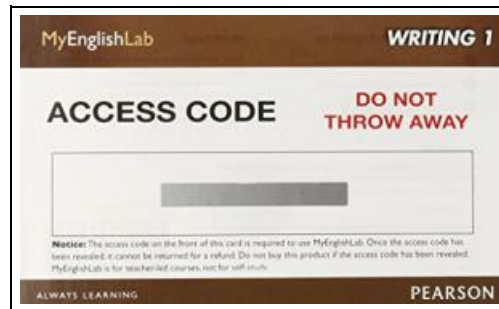 MyEnglishLab WRITING 1
ACCESS CODE
DO NOT
THROW AWAY
Notice: The access code on the front of this card is required to use MyEnglishLab. Once the access code has
been revealed, it cannot be returned for a refund. Do not buy this product if the access code has been revealed.
MyEnglishLab is for teacher-led courses, not for self-study.
ALWAYS LEARNING PEARSON